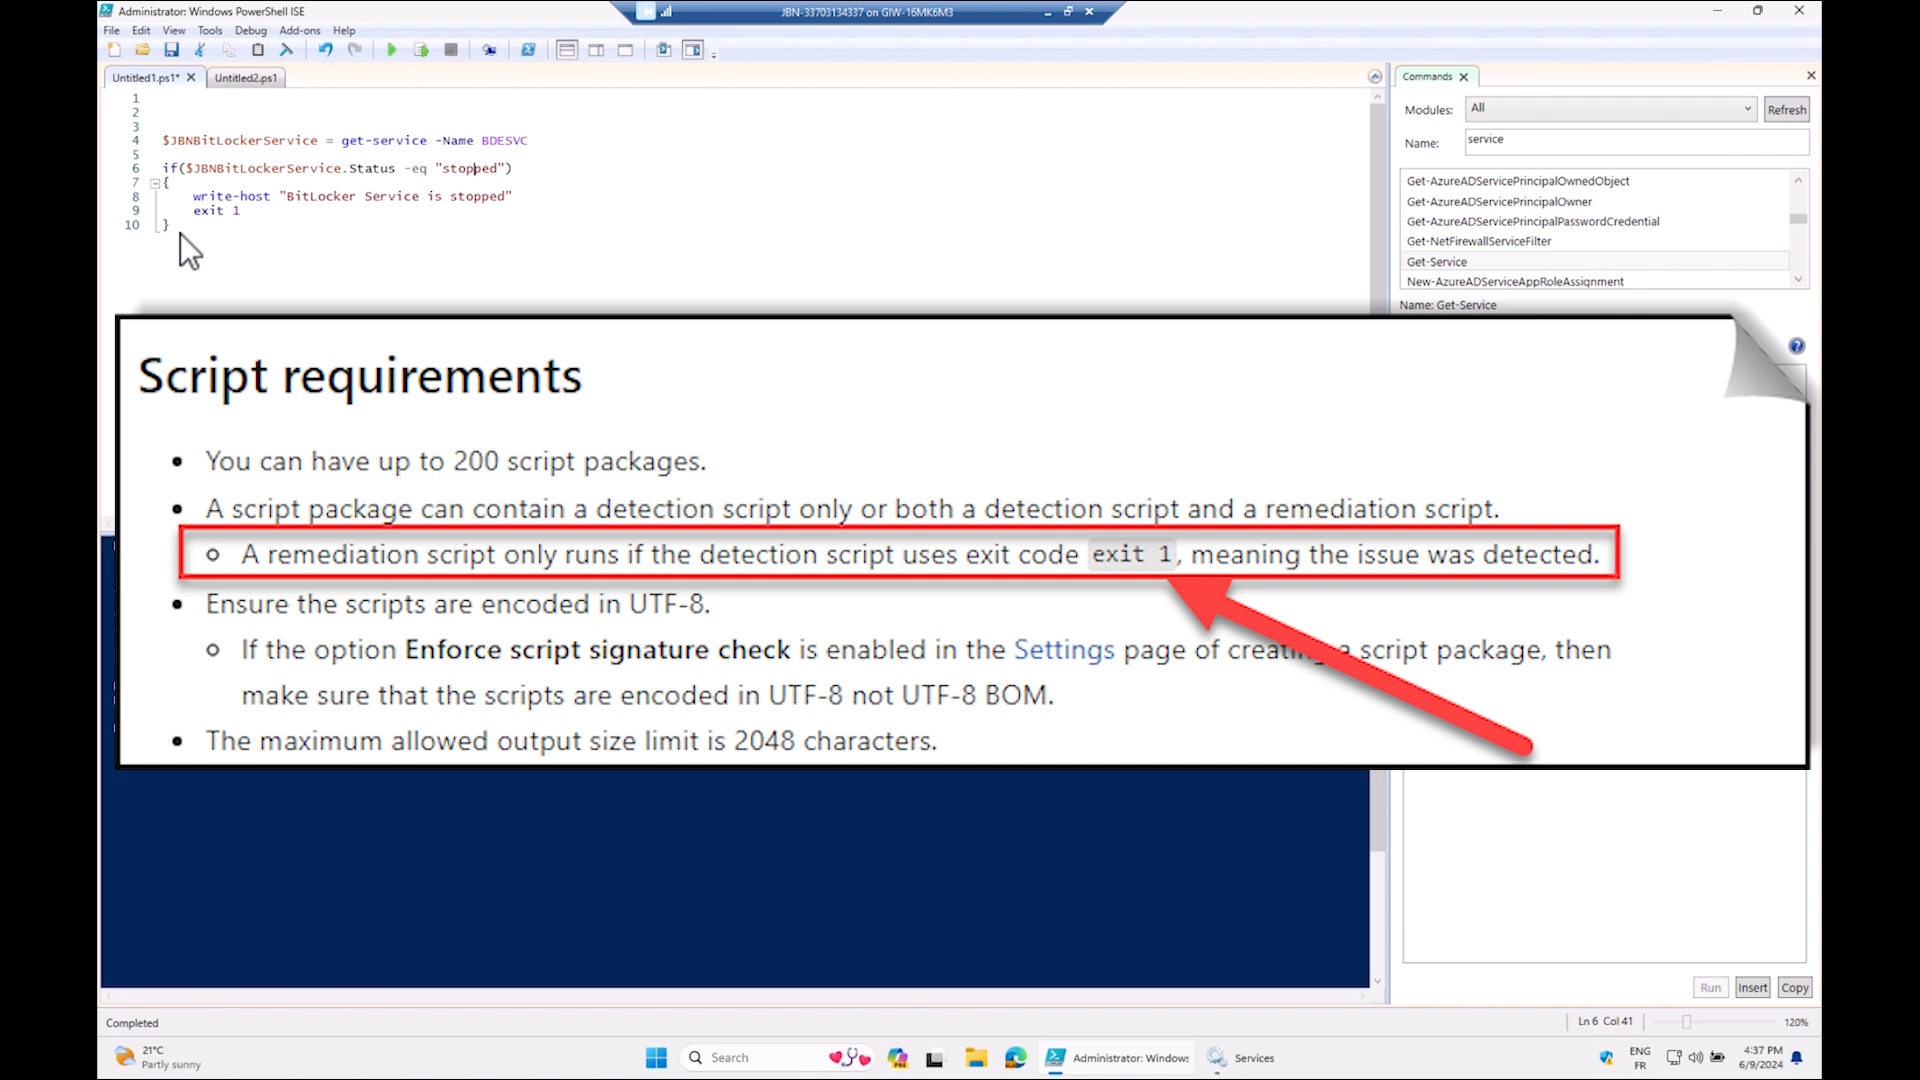 Administrator: Windows PowerShell ISE
JBN-33703134337 on GIW-16MK6M3
File Edit View Tools Debug Add-ons Help
Untitled1.ps1* Untitled2.ps1
Commands
1
2
3
4 $JBNBitLockerService = get-service -Name BDESVC
5
6 if($JBNBitLockerService.Status -eq "stopped")
7 {
8 write-host "BitLocker Service is stopped"
9 exit 1
10 }
Modules: All Refresh
Name: service
Get-AzureADServicePrincipalOwnedObject
Get-AzureADServicePrincipalOwner
Get-AzureADServicePrincipalPasswordCredential
Get-NetFirewallServiceFilter
Get-Service
New-AzureADServiceAppRoleAssignment
Name: Get-Service
Script requirements
You can have up to 200 script packages.
A script package can contain a detection script only or both a detection script and a remediation script.
A remediation script only runs if the detection script uses exit code exit 1, meaning the issue was detected.
Ensure the scripts are encoded in UTF-8.
If the option Enforce script signature check is enabled in the Settings page of creating a script package, then
make sure that the scripts are encoded in UTF-8 not UTF-8 BOM.
The maximum allowed output size limit is 2048 characters.
Run Insert Copy
Completed
Ln 6 Col 41
120%
21°C
Partly sunny
Search
Administrator: Windows
Services
ENG
FR
4:37 PM
6/9/2024